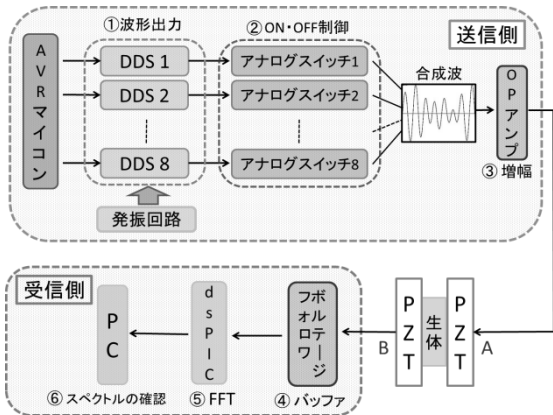 送信側
①波形出力
②ON・OFF制御
AVRマイコン
DDS 1
アナログスイッチ1
DDS 2
アナログスイッチ2
DDS 8
アナログスイッチ8
合成波
OPアンプ
③増幅
発振回路
受信側
PC
dsPIC
ボルテージ
フォロワ
B
PZT
生体
PZT
A
⑥スペクトルの確認
⑤FFT
④バッファ